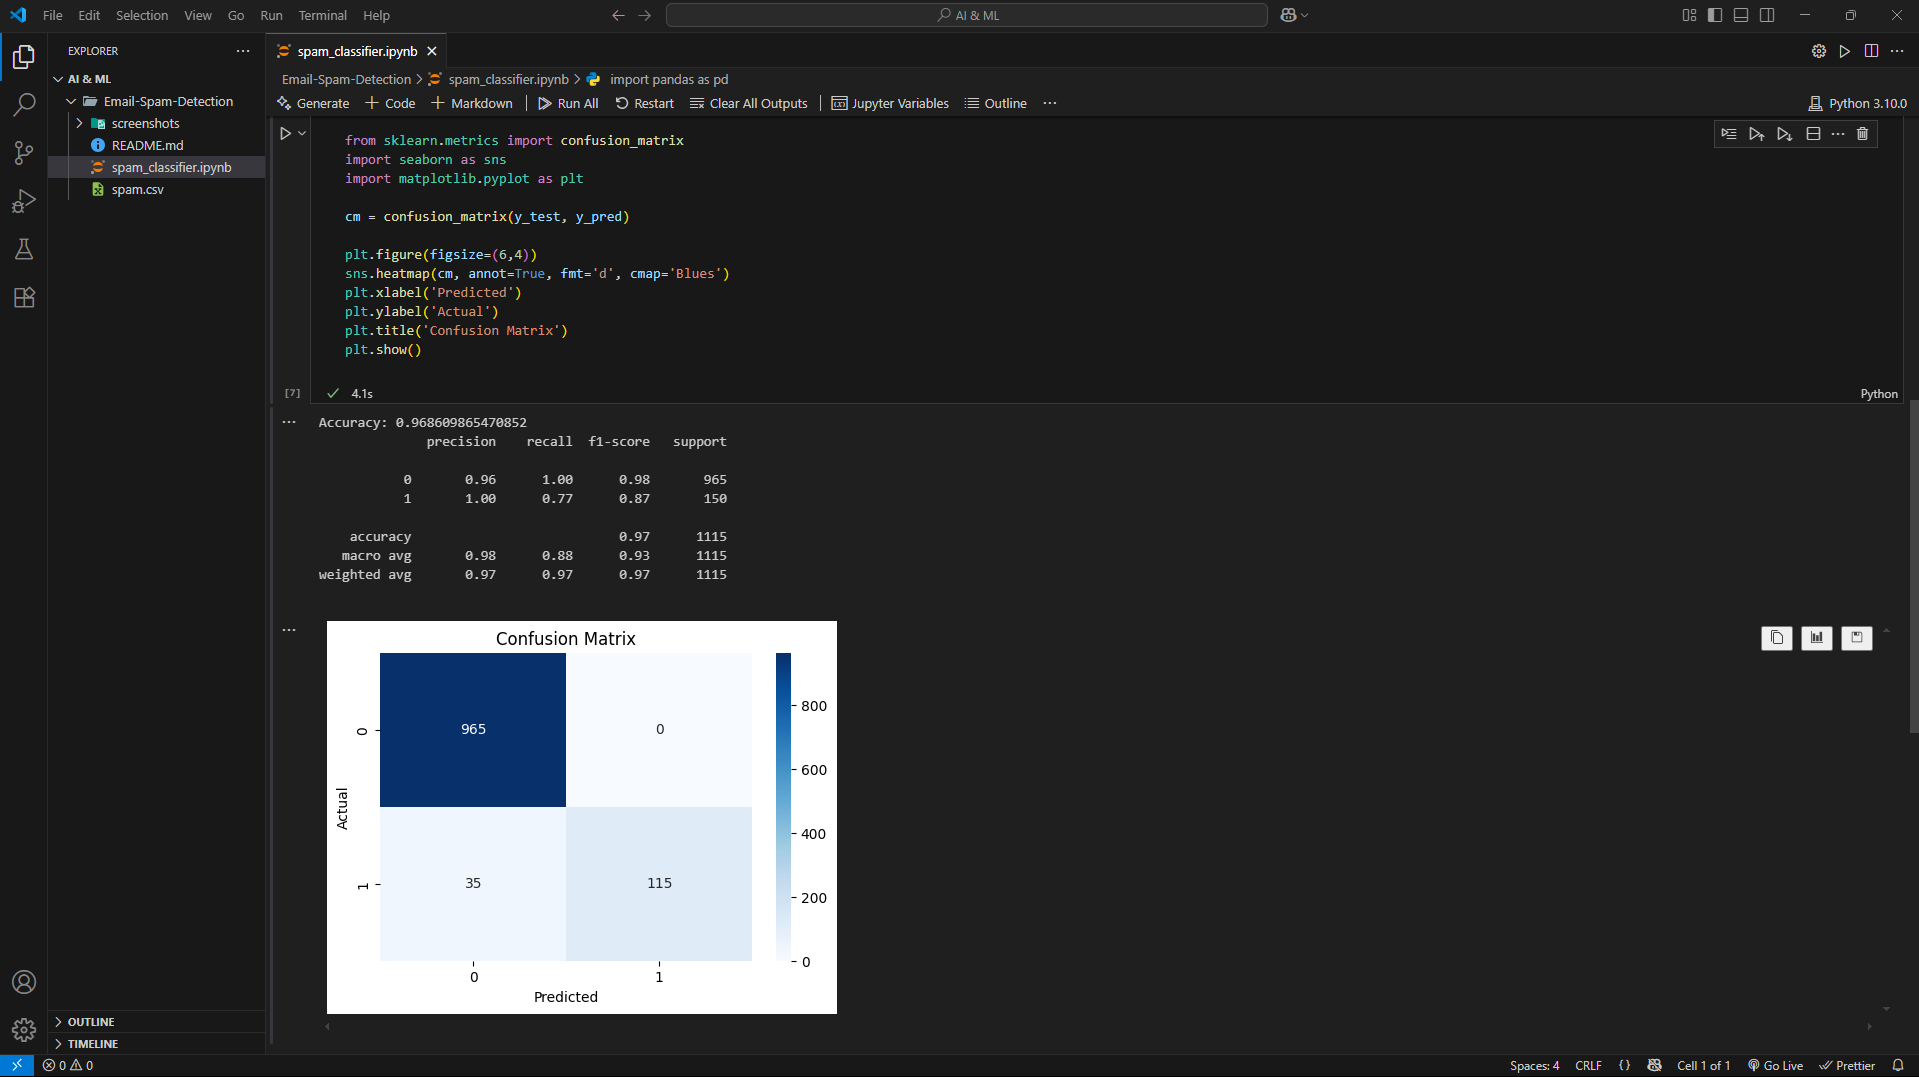 File Edit Selection View Go Run Terminal Help
AI & ML
EXPLORER
spam_classifier.ipynb
AI & ML
Email-Spam-Detection
screenshots
README.md
spam_classifier.ipynb
spam.csv
Email-Spam-Detection > spam_classifier.ipynb > import pandas as pd
Generate + Code + Markdown Run All Restart Clear All Outputs Jupyter Variables Outline ...
Python 3.10.0
from sklearn.metrics import confusion_matrix
import seaborn as sns
import matplotlib.pyplot as plt
cm = confusion_matrix(y_test, y_pred)
plt.figure(figsize=(6,4))
sns.heatmap(cm, annot=True, fmt='d', cmap='Blues')
plt.xlabel('Predicted')
plt.ylabel('Actual')
plt.title('Confusion Matrix')
plt.show()
[7] 4.1s
Python
Accuracy: 0.968609865470852
precision recall f1-score support
0 0.96 1.00 0.98 965
1 1.00 0.77 0.87 150
accuracy 0.97 1115
macro avg 0.98 0.88 0.93 1115
weighted avg 0.97 0.97 0.97 1115
Confusion Matrix
965 0
35 115
0
1
Actual
0 1
Predicted
800
600
400
200
0
OUTLINE
TIMELINE
0 0
Spaces: 4 CRLF {} Cell 1 of 1 Go Live Prettier